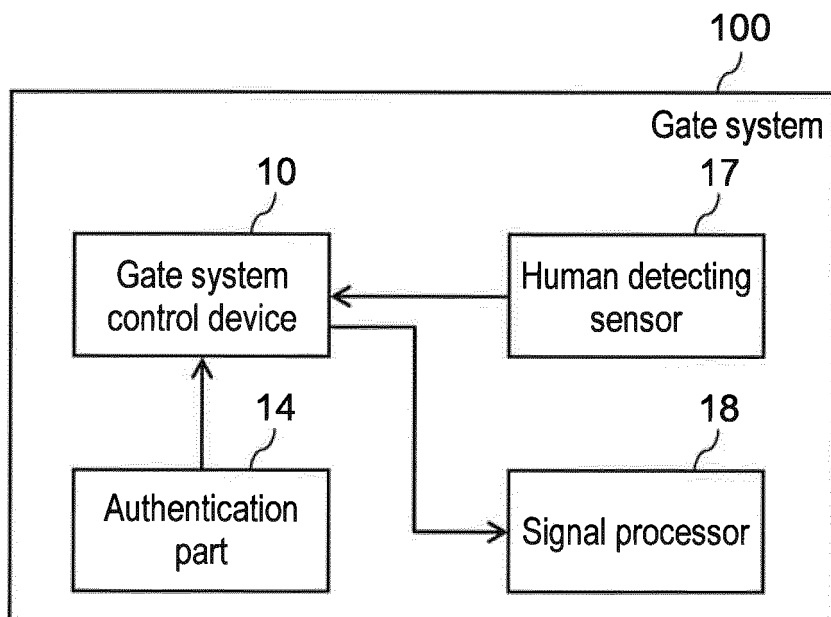 100
Gate system
10
17
Gate system
control device
Human detecting
sensor
14
18
Authentication
part
Signal processor